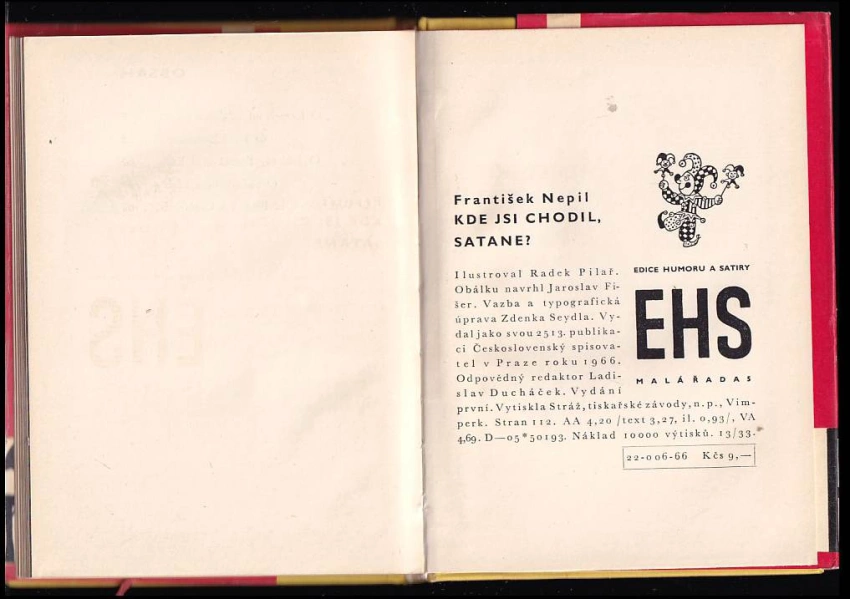 František Nepil
KDE JSI CHODIL,
SATANE?
Ilustroval Radek Pilař.
Obálku navrhl Jaroslav Fi-
šer. Vazba a typografická
úprava Zdenka Seydla. Vy-
dal jako svou 2513. publika-
ci Československý spisova-
tel v Praze roku 1966.
Odpovědný redaktor Ladi-
slav Ducháček. Vydání
první. Vytiskla Stráž, tiskařské závody, n. p., Vim-
perk. Stran 112. AA 4,20 /text 3,27, il. 0,93/, VA
4,69. D—05*50193. Náklad 10000 výtisků. 13/33.
22-006-66 Kčs 9,—
EDICE HUMORU A SATIRY
EHS
MALÁ ŘADA S